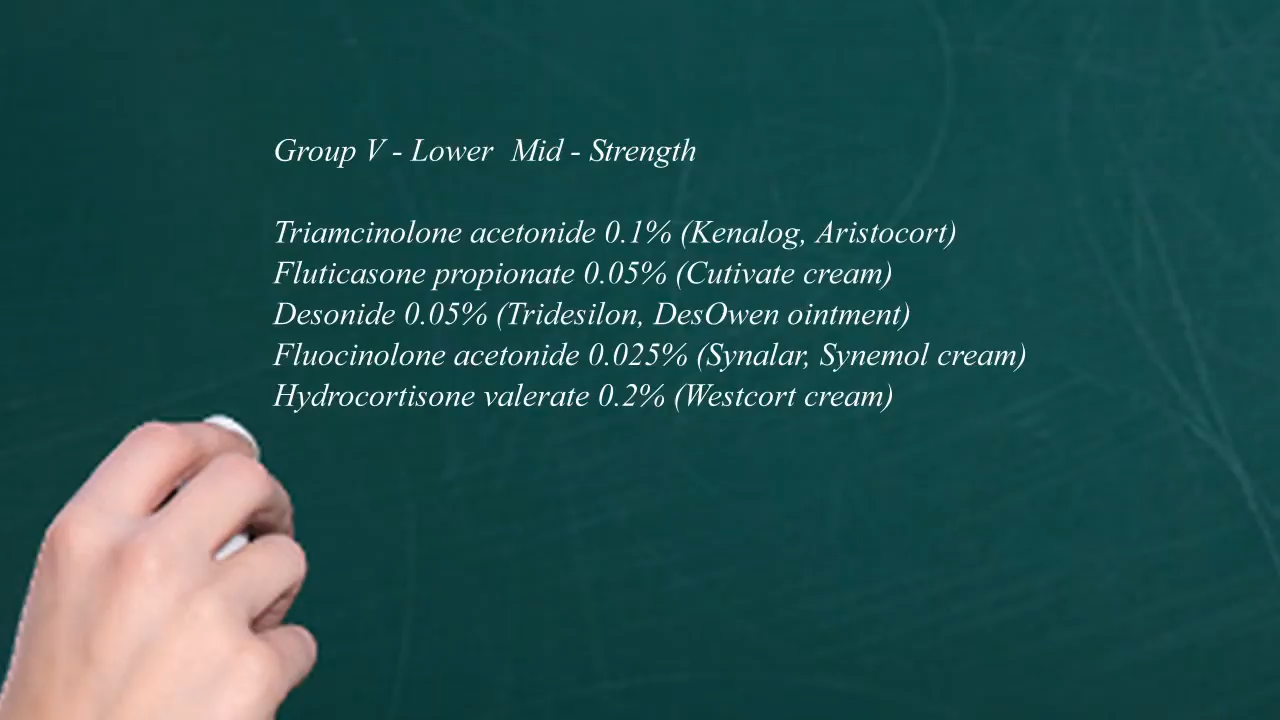 Group V - Lower  Mid - Strength
Triamcinolone acetonide 0.1% (Kenalog, Aristocort)
Fluticasone propionate 0.05% (Cutivate cream)
Desonide 0.05% (Tridesilon, DesOwen ointment)
Fluocinolone acetonide 0.025% (Synalar, Synemol cream)
Hydrocortisone valerate 0.2% (Westcort cream)